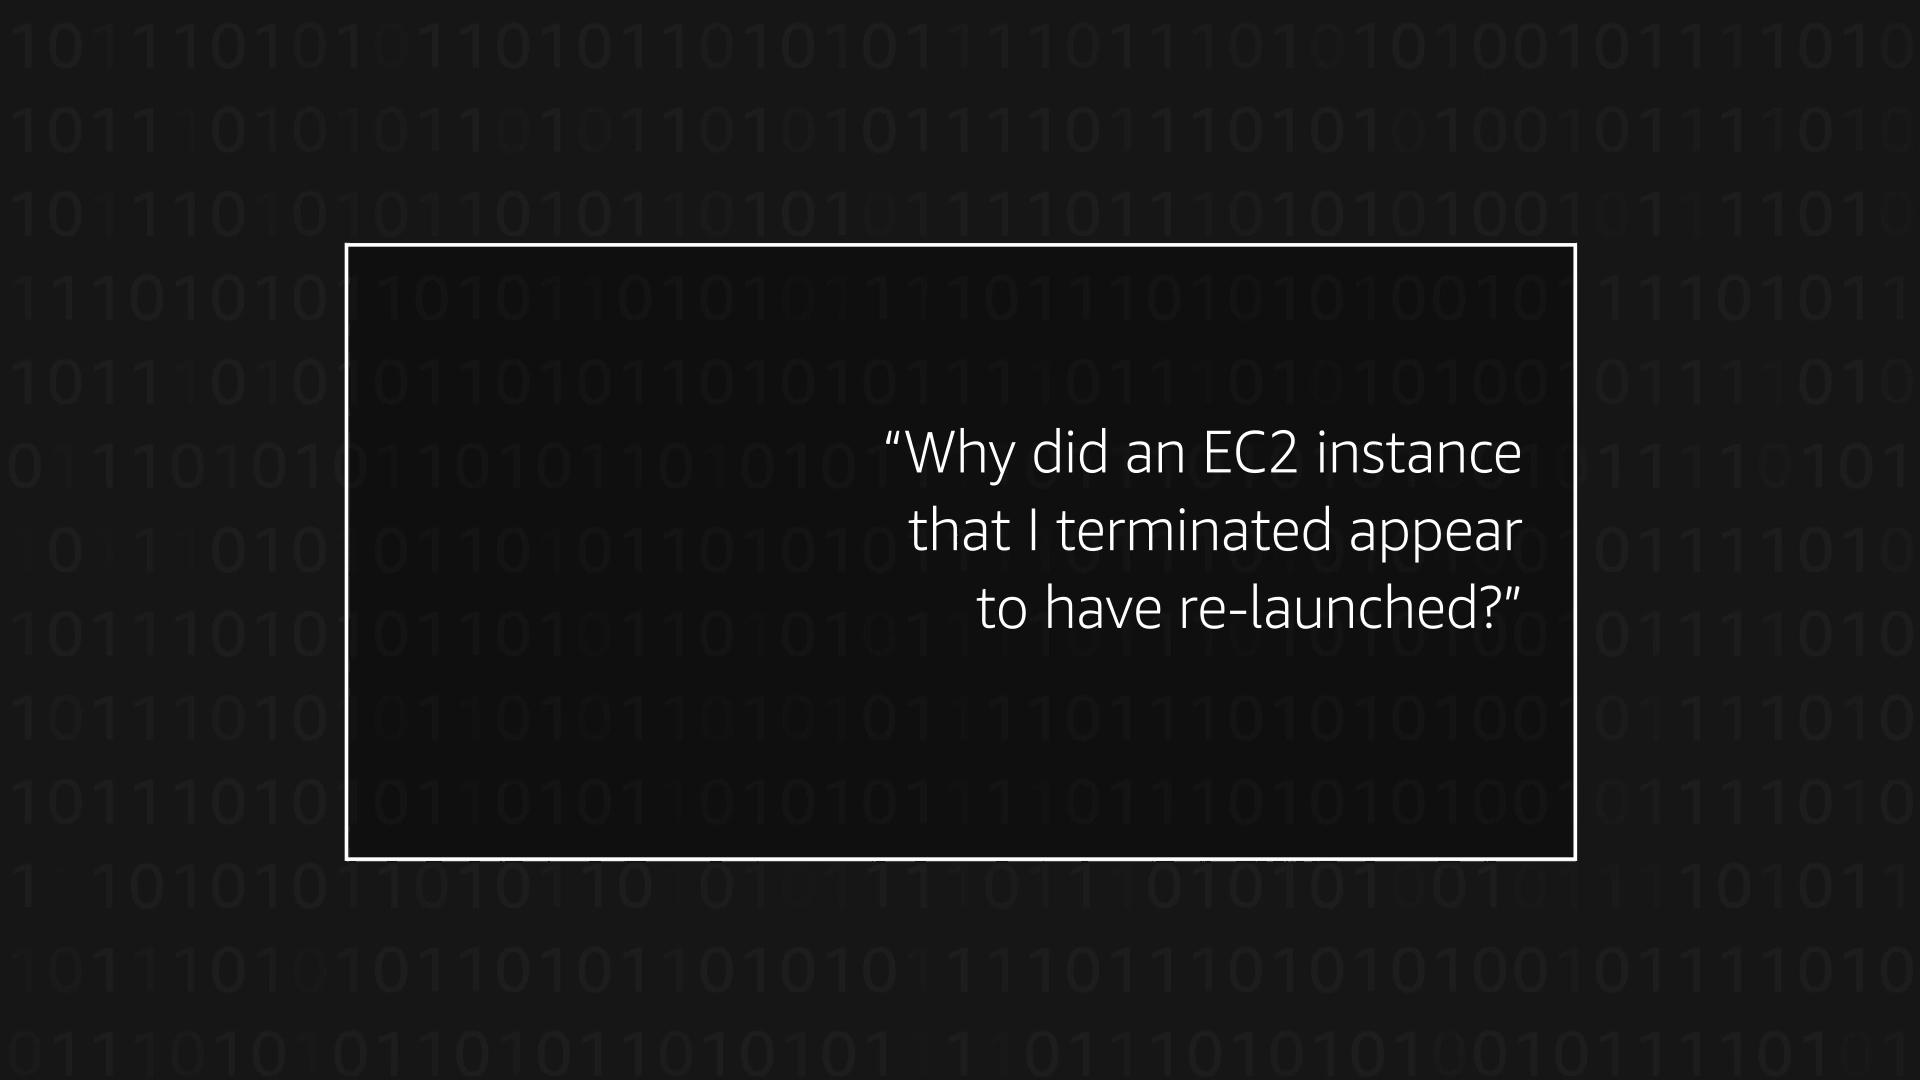 “Why did an EC2 instance
that I terminated appear
to have re-launched?”